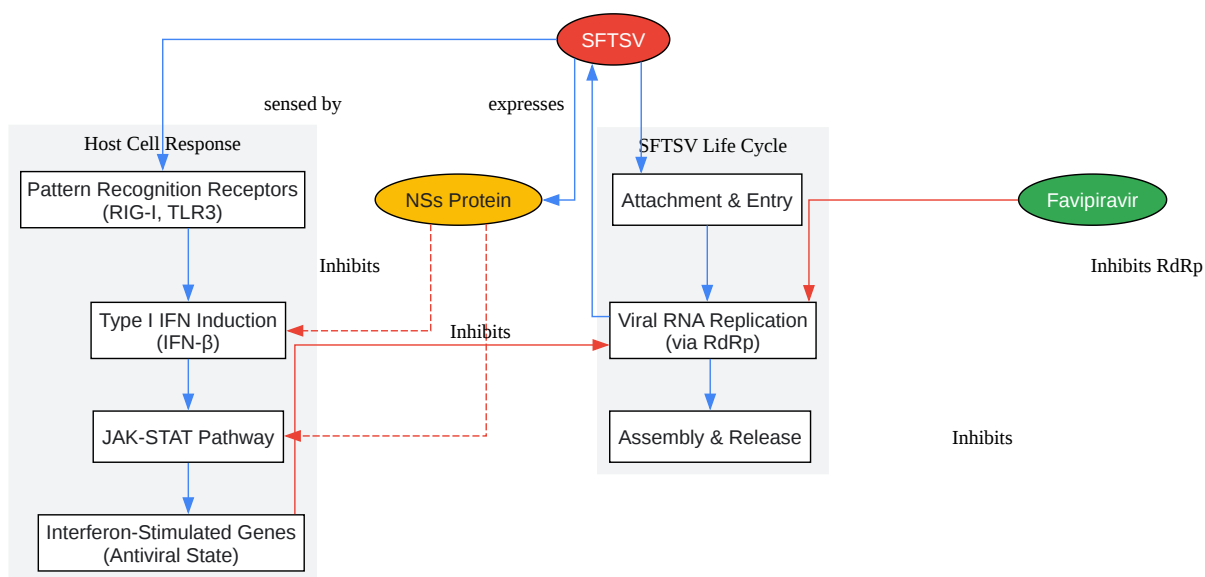 SFTSV
sensed by
expresses
Host Cell Response
SFTSV Life Cycle
Pattern Recognition Receptors
(RIG-I, TLR3)
NSs Protein
Attachment & Entry
Favipiravir
Inhibits
Inhibits RdRp
Type I IFN Induction
(IFN-β)
Inhibits
Viral RNA Replication
(via RdRp)
JAK-STAT Pathway
Assembly & Release
Inhibits
Interferon-Stimulated Genes
(Antiviral State)